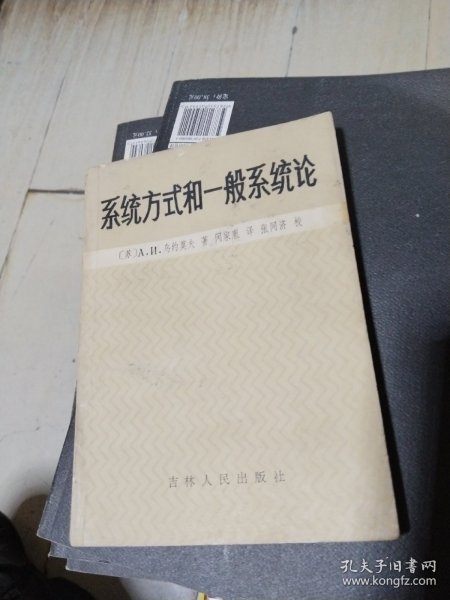 系统方式和一般系统论
〔苏〕А.И.乌约莫夫 著 闵家胤 译 张同济 校
吉林人民出版社
孔夫子旧书网
www.kongfz.com